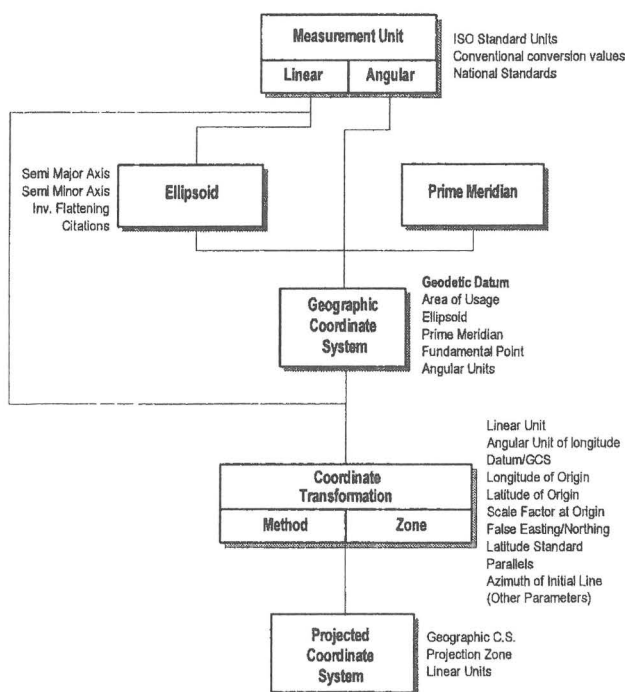 Measurement Unit
Linear
Angular
ISO Standard Units
Conventional conversion values
National Standards
Semi Major Axis
Semi Minor Axis
Inv. Flattening
Citations
Ellipsoid
Prime Meridian
Geographic
Coordinate
System
Geodetic Datum
Area of Usage
Ellipsoid
Prime Meridian
Fundamental Point
Angular Units
Coordinate
Transformation
Method
Zone
Linear Unit
Angular Unit of longitude
Datum/GCS
Longitude of Origin
Latitude of Origin
Scale Factor at Origin
False Easting/Northing
Latitude Standard
Parallels
Azimuth of Initial Line
(Other Parameters)
Projected
Coordinate
System
Geographic C.S.
Projection Zone
Linear Units